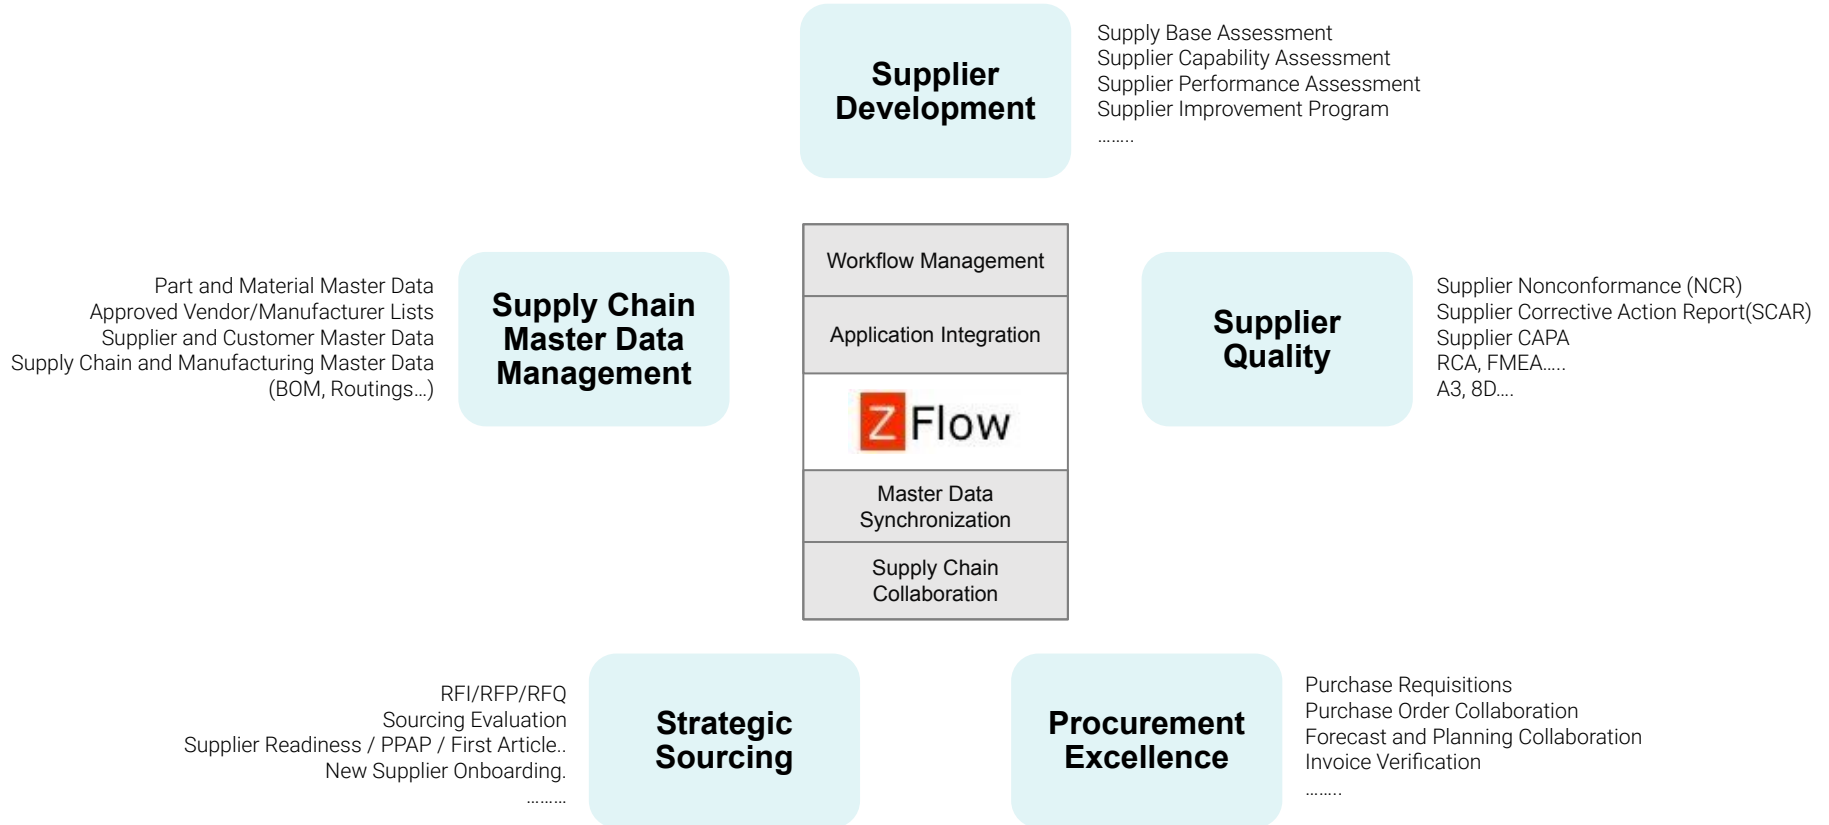 Supplier
Development
Supply Base Assessment
Supplier Capability Assessment
Supplier Performance Assessment
Supplier Improvement Program
........
Part and Material Master Data
Approved Vendor/Manufacturer Lists
Supplier and Customer Master Data
Supply Chain and Manufacturing Master Data
(BOM, Routings...)
Supply Chain
Master Data
Management
Workflow Management
Application Integration
Z Flow
Master Data
Synchronization
Supply Chain
Collaboration
Supplier
Quality
Supplier Nonconformance (NCR)
Supplier Corrective Action Report(SCAR)
Supplier CAPA
RCA, FMEA.....
A3, 8D....
RFI/RFP/RFQ
Sourcing Evaluation
Supplier Readiness / PPAP / First Article..
New Supplier Onboarding.
.........
Strategic
Sourcing
Procurement
Excellence
Purchase Requisitions
Purchase Order Collaboration
Forecast and Planning Collaboration
Invoice Verification
........